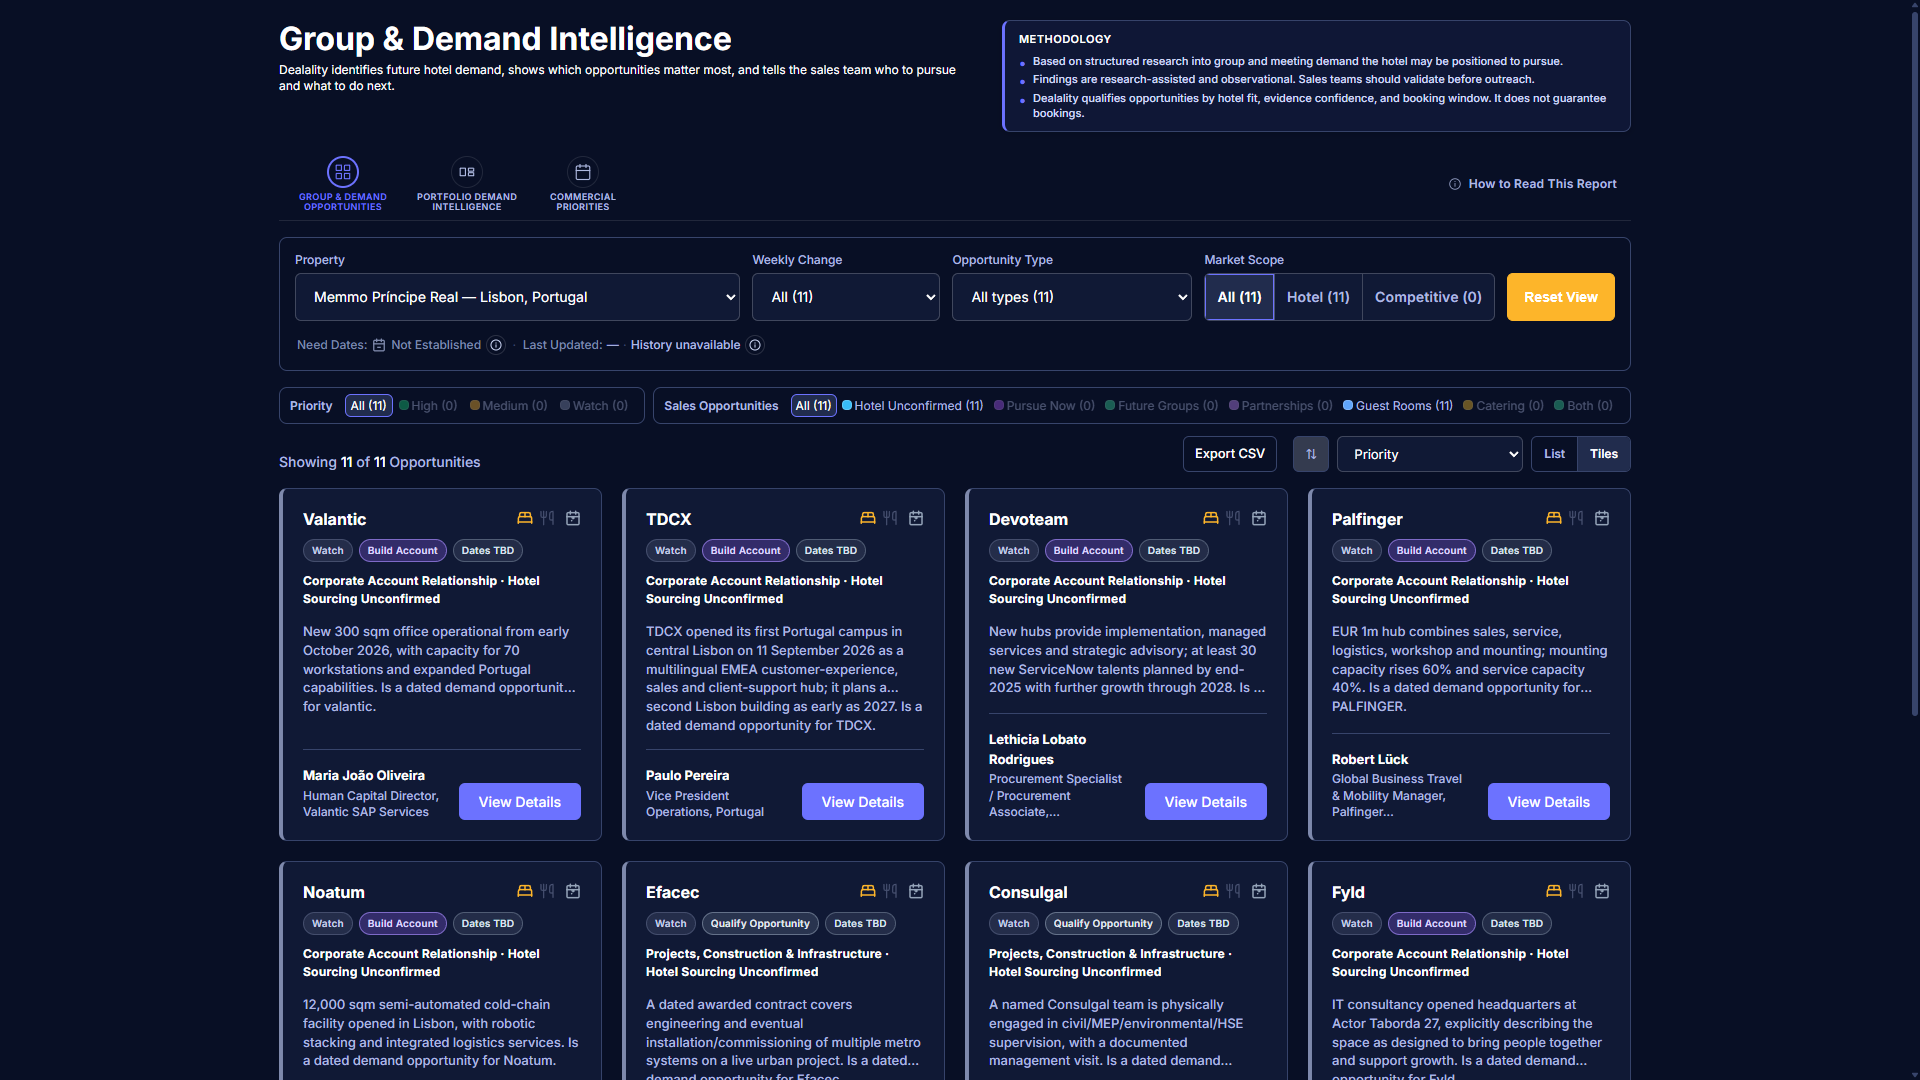 Group & Demand Intelligence
Dealality identifies future hotel demand, shows which opportunities matter most, and tells the sales team who to pursue
and what to do next.
METHODOLOGY
Based on structured research into group and meeting demand the hotel may be positioned to pursue.
Findings are research-assisted and observational. Sales teams should validate before outreach.
Dealality qualifies opportunities by hotel fit, evidence confidence, and booking window. It does not guarantee
bookings.
GROUP & DEMAND
OPPORTUNITIES
PORTFOLIO DEMAND
INTELLIGENCE
COMMERCIAL
PRIORITIES
How to Read This Report
Property
Weekly Change
Opportunity Type
Market Scope
Memmo Príncipe Real — Lisbon, Portugal
All (11)
All types (11)
All (11)
Hotel (11)
Competitive (0)
Reset View
Need Dates: Not Established · Last Updated: — · History unavailable
Priority All (11) High (0) Medium (0) Watch (0)
Sales Opportunities All (11) Hotel Unconfirmed (11) Pursue Now (0) Future Groups (0) Partnerships (0) Guest Rooms (11) Catering (0) Both (0)
Showing 11 of 11 Opportunities
Export CSV
Priority
List
Tiles
Valantic
Watch Build Account Dates TBD
Corporate Account Relationship · Hotel
Sourcing Unconfirmed
New 300 sqm office operational from early
October 2026, with capacity for 70
workstations and expanded Portugal
capabilities. Is a dated demand opportunit...
for valantic.
Maria João Oliveira
Human Capital Director,
Valantic SAP Services
View Details
TDCX
Watch Build Account Dates TBD
Corporate Account Relationship · Hotel
Sourcing Unconfirmed
TDCX opened its first Portugal campus in
central Lisbon on 11 September 2026 as a
multilingual EMEA customer-experience,
sales and client-support hub; it plans a...
second Lisbon building as early as 2027. Is a
dated demand opportunity for TDCX.
Paulo Pereira
Vice President
Operations, Portugal
View Details
Devoteam
Watch Build Account Dates TBD
Corporate Account Relationship · Hotel
Sourcing Unconfirmed
New hubs provide implementation, managed
services and strategic advisory; at least 30
new ServiceNow talents planned by end-
2025 with further growth through 2028. Is ...
Lethicia Lobato
Rodrigues
Procurement Specialist
/ Procurement
Associate,...
View Details
Palfinger
Watch Build Account Dates TBD
Corporate Account Relationship · Hotel
Sourcing Unconfirmed
EUR 1m hub combines sales, service,
logistics, workshop and mounting; mounting
capacity rises 60% and service capacity
40%. Is a dated demand opportunity for...
PALFINGER.
Robert Lück
Global Business Travel
& Mobility Manager,
Palfinger...
View Details
Noatum
Watch Build Account Dates TBD
Corporate Account Relationship · Hotel
Sourcing Unconfirmed
12,000 sqm semi-automated cold-chain
facility opened in Lisbon, with robotic
stacking and integrated logistics services. Is
a dated demand opportunity for Noatum.
Efacec
Watch Qualify Opportunity Dates TBD
Projects, Construction & Infrastructure ·
Hotel Sourcing Unconfirmed
A dated awarded contract covers
engineering and eventual
installation/commissioning of multiple metro
systems on a live urban project. Is a dated...
demand opportunity for Efacec.
Consulgal
Watch Qualify Opportunity Dates TBD
Projects, Construction & Infrastructure ·
Hotel Sourcing Unconfirmed
A named Consulgal team is physically
engaged in civil/MEP/environmental/HSE
supervision, with a documented
management visit. Is a dated demand...
Fyld
Watch Build Account Dates TBD
Corporate Account Relationship · Hotel
Sourcing Unconfirmed
IT consultancy opened headquarters at
Actor Taborda 27, explicitly describing the
space as designed to bring people together
and support growth. Is a dated demand...
opportunity for Fyld.